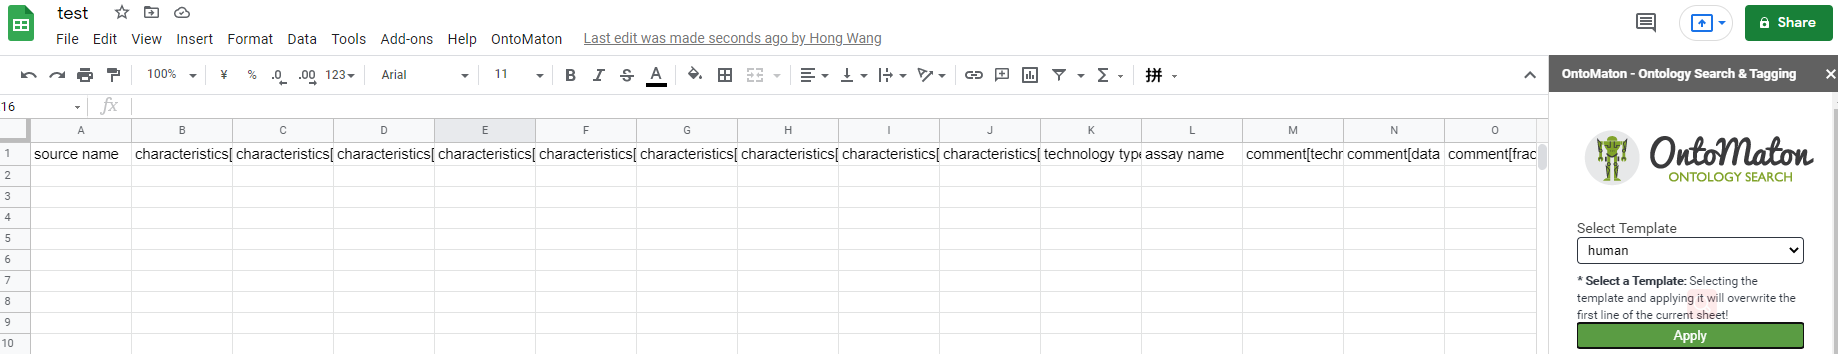 test
File Edit View Insert Format Data Tools Add-ons Help OntoMaton Last edit was made seconds ago by Hong Wang
Share
100% ¥ % .0 .00 123 Arial 11 B I S A Σ 拼
OntoMaton - Ontology Search & Tagging ×
16 fx
A B C D E F G H I J K L M N O
1 source name characteristics[ characteristics[ characteristics[ characteristics[ characteristics[ characteristics[ characteristics[ characteristics[ characteristics[ technology type assay name comment[techr comment[data comment[frac
2
3
4
5
6
7
8
9
10
OntoMaton
ONTOLOGY SEARCH
Select Template
human
* Select a Template: Selecting the
template and applying it will overwrite the
first line of the current sheet!
Apply